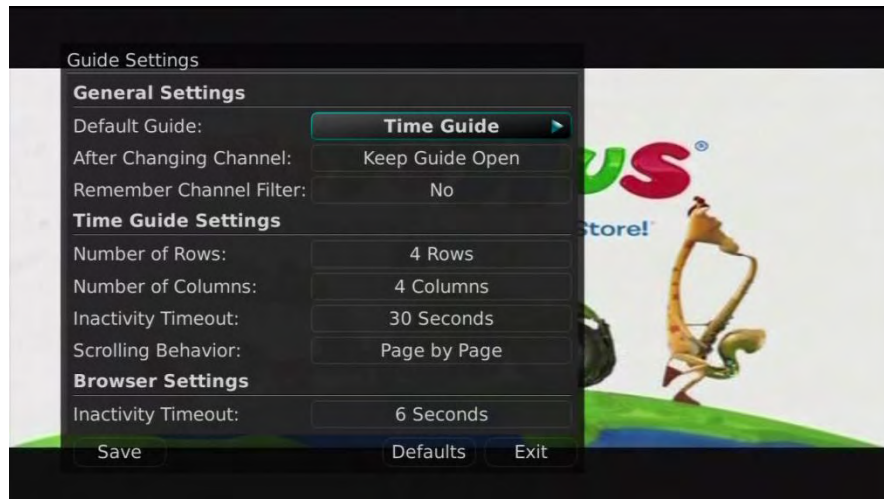 Guide Settings
General Settings
Default Guide: Time Guide
After Changing Channel: Keep Guide Open
Remember Channel Filter: No
Time Guide Settings
Number of Rows: 4 Rows
Number of Columns: 4 Columns
Inactivity Timeout: 30 Seconds
Scrolling Behavior: Page by Page
Browser Settings
Inactivity Timeout: 6 Seconds
Save Defaults Exit
US®
Store!